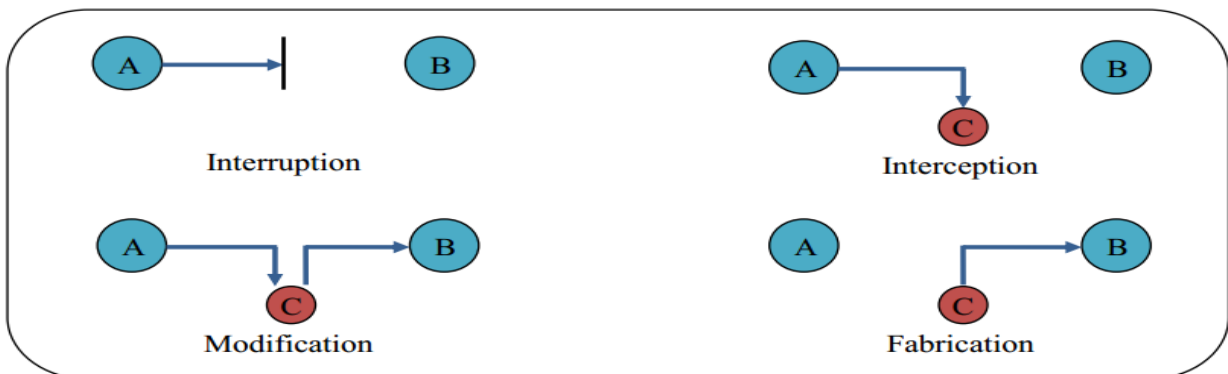 A B
Interruption
A B
C
Interception
A B
C
Modification
A B
C
Fabrication